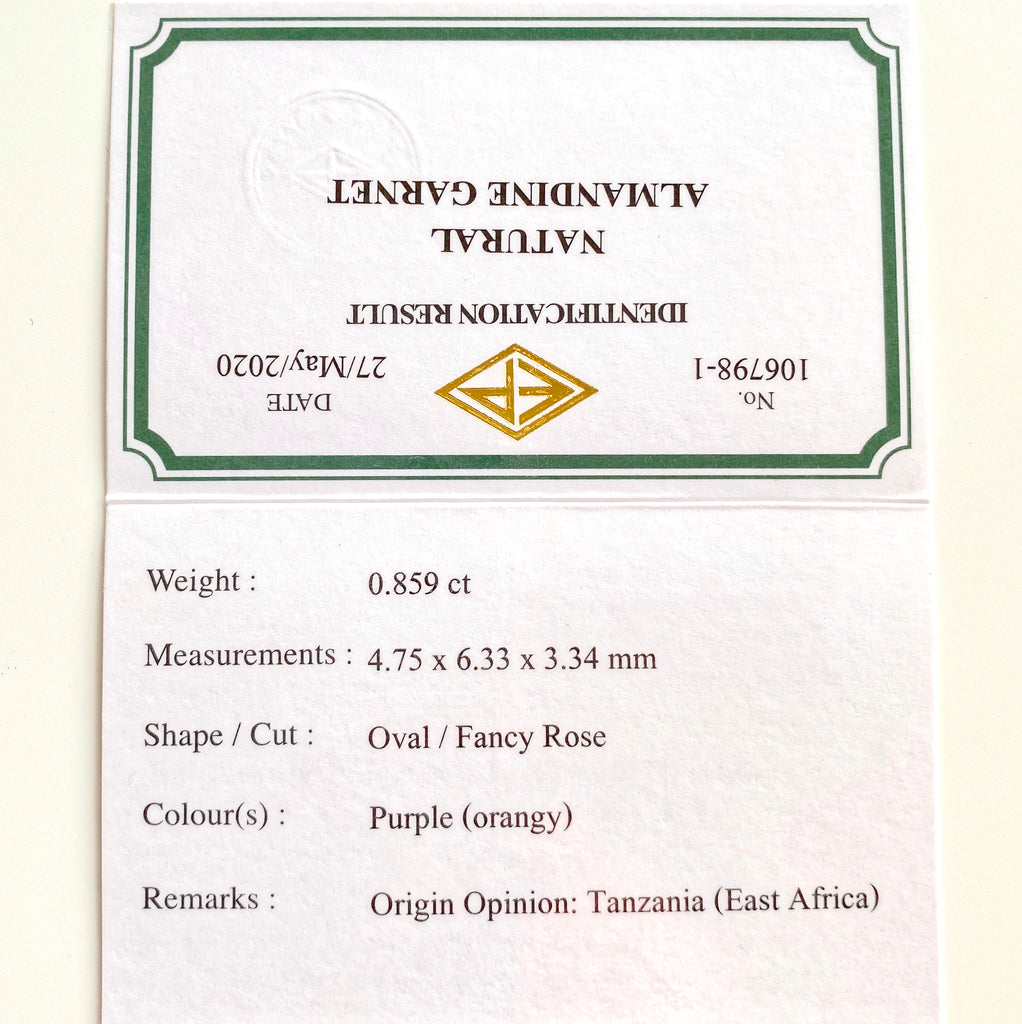 No.
106798-1
DATE
27/May/2020
IDENTIFICATION RESULT
NATURAL
ALMANDINE GARNET
Weight : 0.859 ct
Measurements : 4.75 x 6.33 x 3.34 mm
Shape / Cut : Oval / Fancy Rose
Colour(s) : Purple (orangy)
Remarks : Origin Opinion: Tanzania (East Africa)